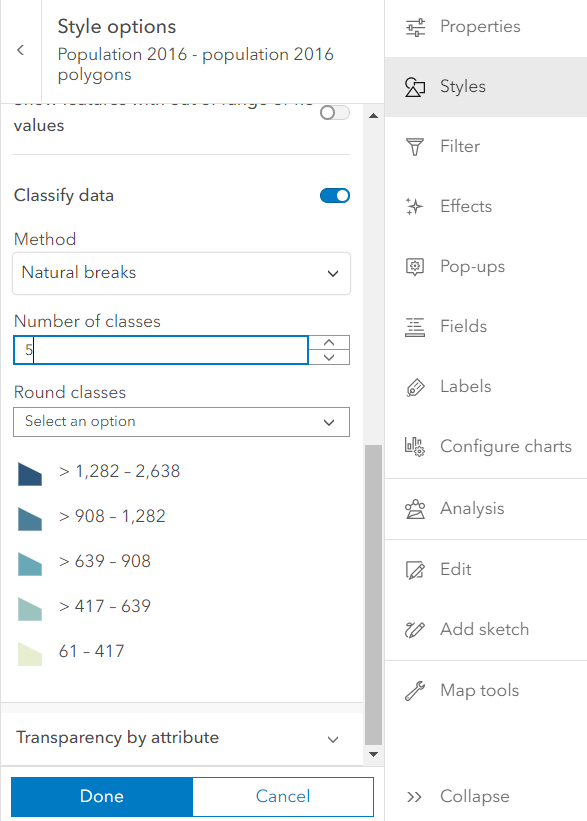 Style options
Population 2016 - population 2016
polygons
values
Classify data
Method
Natural breaks
Number of classes
5
Round classes
Select an option
> 1,282 – 2,638
> 908 – 1,282
> 639 – 908
> 417 – 639
61 – 417
Transparency by attribute
Done
Cancel
Properties
Styles
Filter
Effects
Pop-ups
Fields
Labels
Configure charts
Analysis
Edit
Add sketch
Map tools
Collapse